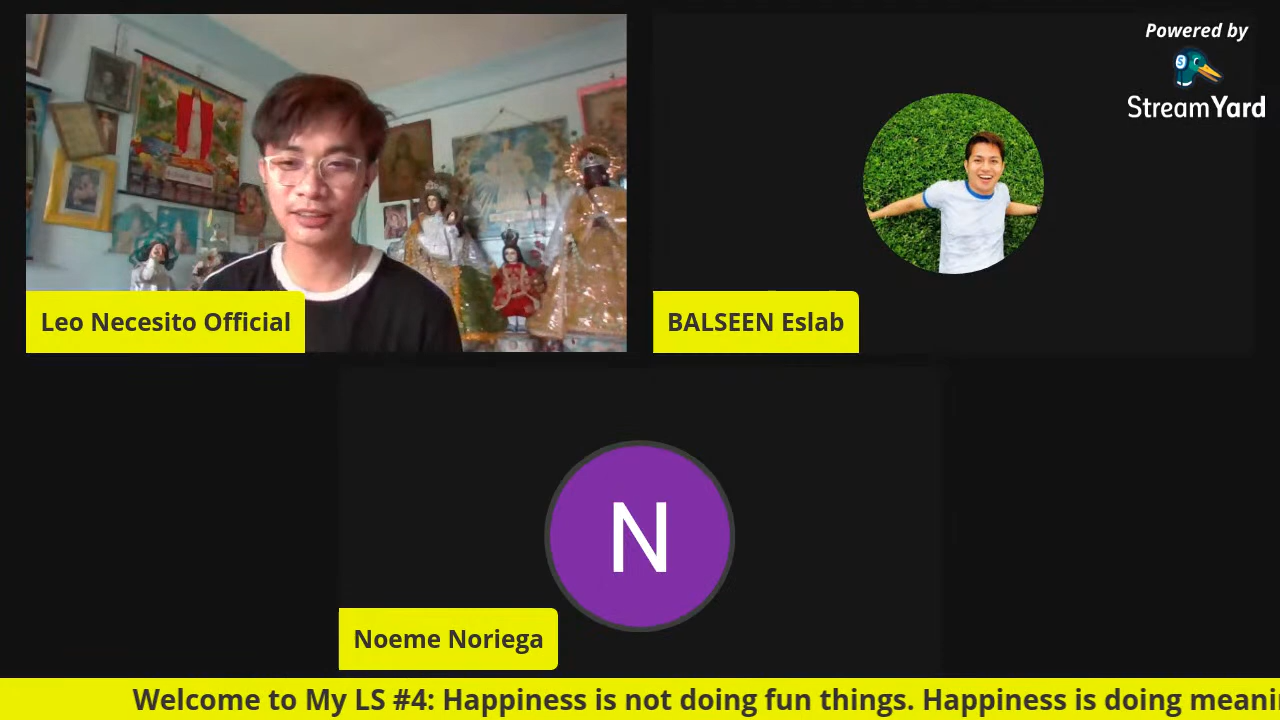 Powered by
StreamYard
Leo Necesito Official
BALSEEN Eslab
N
Noeme Noriega
Welcome to My LS #4: Happiness is not doing fun things. Happiness is doing meani